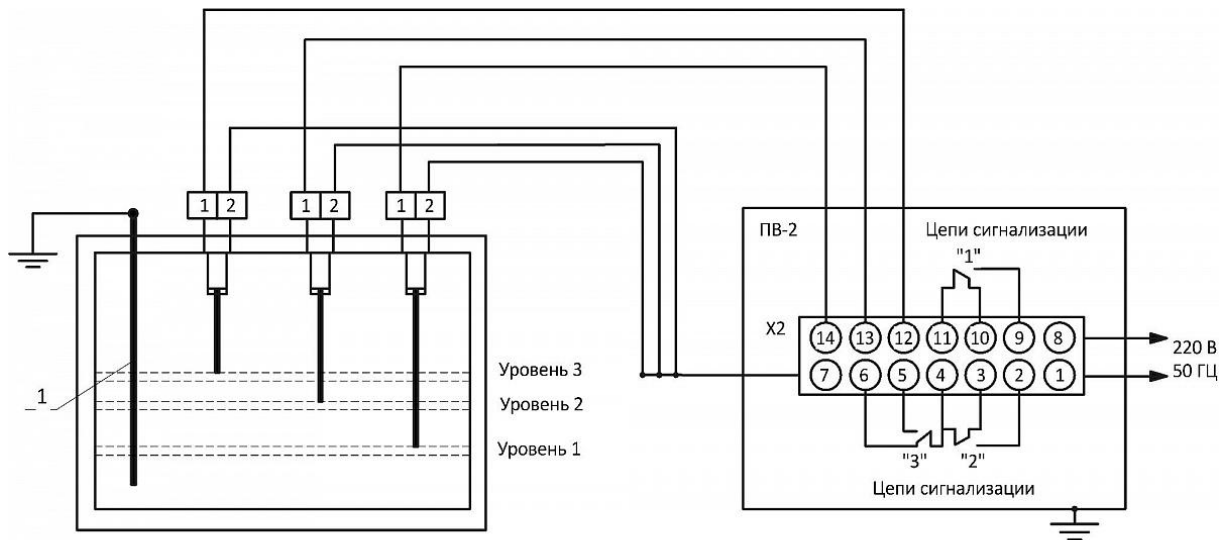 1 2 1 2 1 2
ПВ-2
Цепи сигнализации
"1"
X2
14 13 12 11 10 9 8
7 6 5 4 3 2 1
220 В
50 ГЦ
"3" "2"
Цепи сигнализации
Уровень 3
1
Уровень 2
Уровень 1